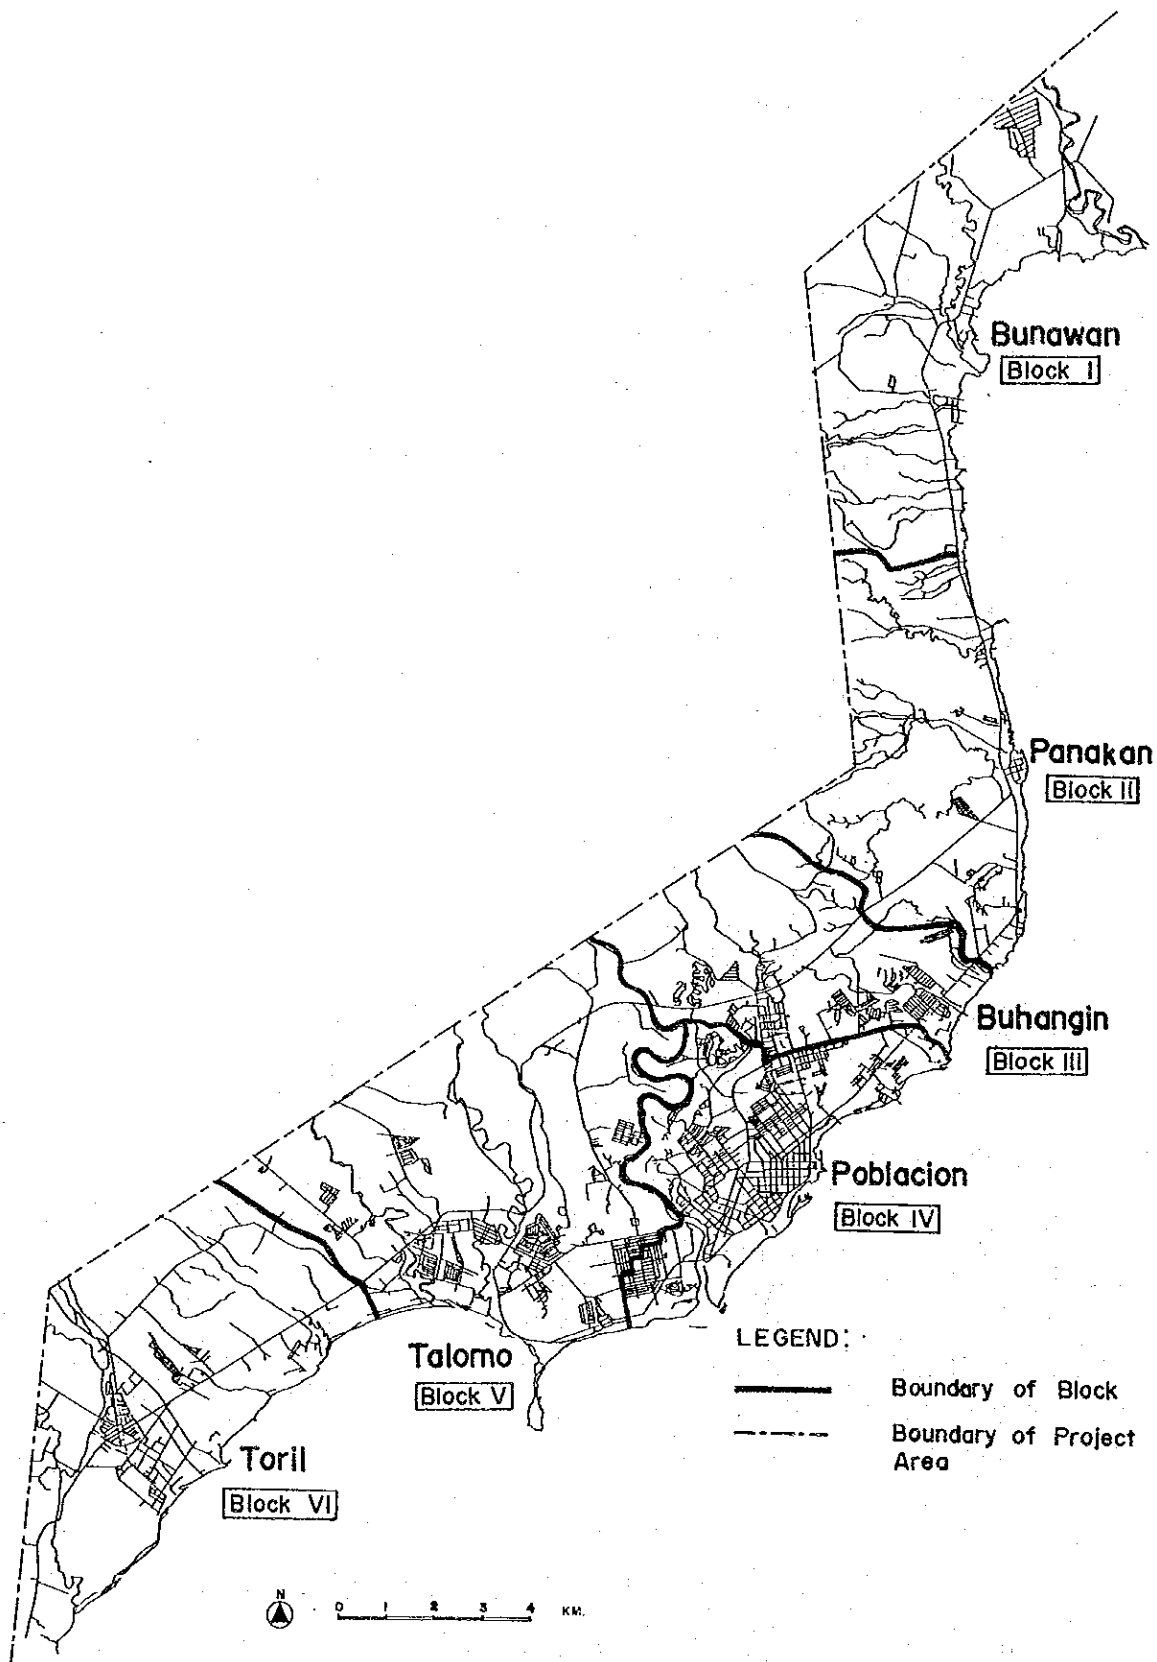 Bunawan
Block I
Panakan
Block II
Buhangin
Block III
Poblacion
Block IV
Talomo
Block V
Toril
Block VI
LEGEND:
Boundary of Block
Boundary of Project
Area
N
0 1 2 3 4 KM.